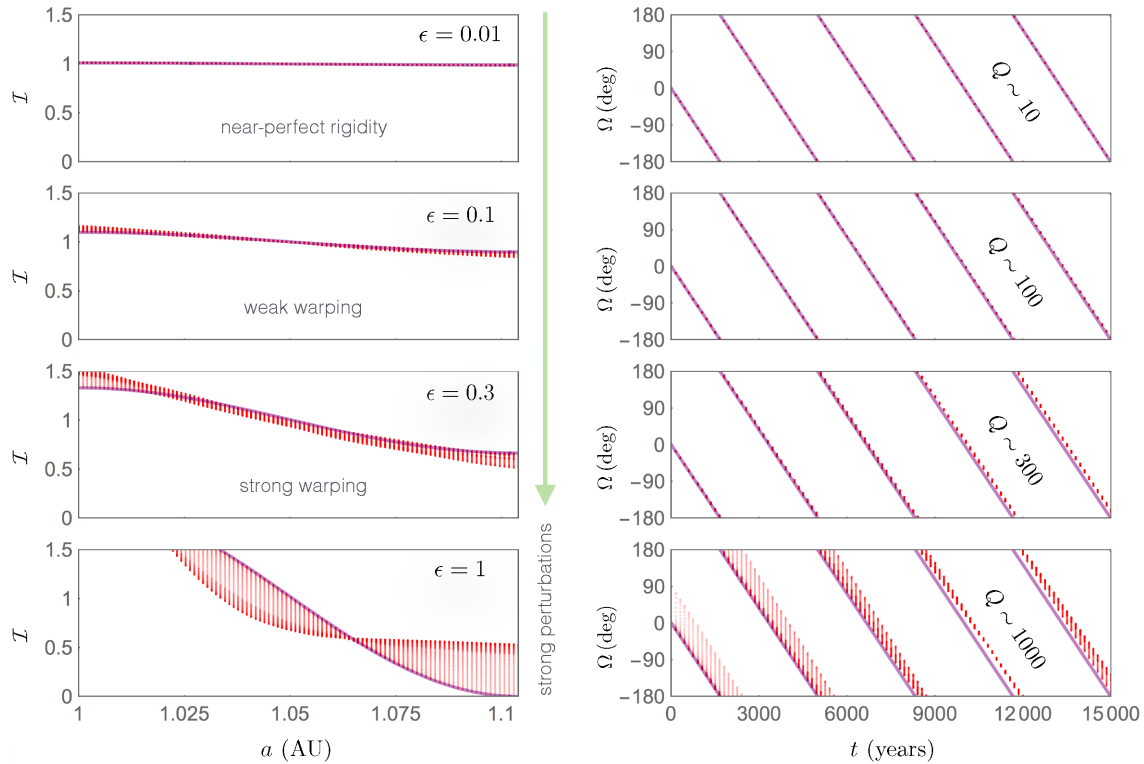 1.5
1
0.5
0
ℐ
ϵ = 0.01
near-perfect rigidity
180
90
0
−90
−180
Ω (deg)
Q ∼ 10
1.5
1
0.5
0
ℐ
ϵ = 0.1
weak warping
180
90
0
−90
−180
Ω (deg)
Q ∼ 100
1.5
1
0.5
0
ℐ
ϵ = 0.3
strong warping
180
90
0
−90
−180
Ω (deg)
Q ∼ 300
1.5
1
0.5
0
ℐ
ϵ = 1
strong perturbations
180
90
0
−90
−180
Ω (deg)
Q ∼ 1000
1 1.025 1.05 1.075 1.1
a (AU)
0 3000 6000 9000 12 000 15 000
t (years)